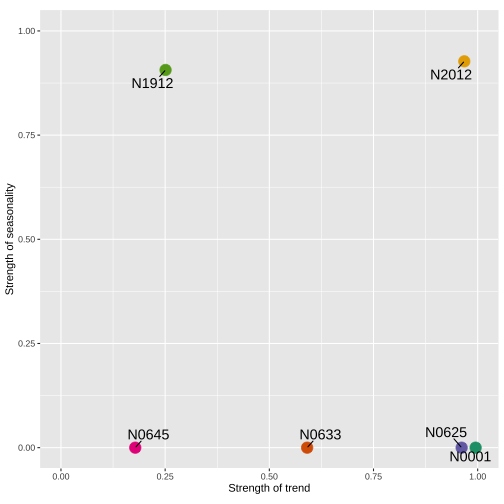 1.00
N1912
N2012
0.75
Strength of seasonality
0.50
0.25
N0645
N0633
N0625
N0001
0.00
0.00
0.25
0.50
0.75
1.00
Strength of trend